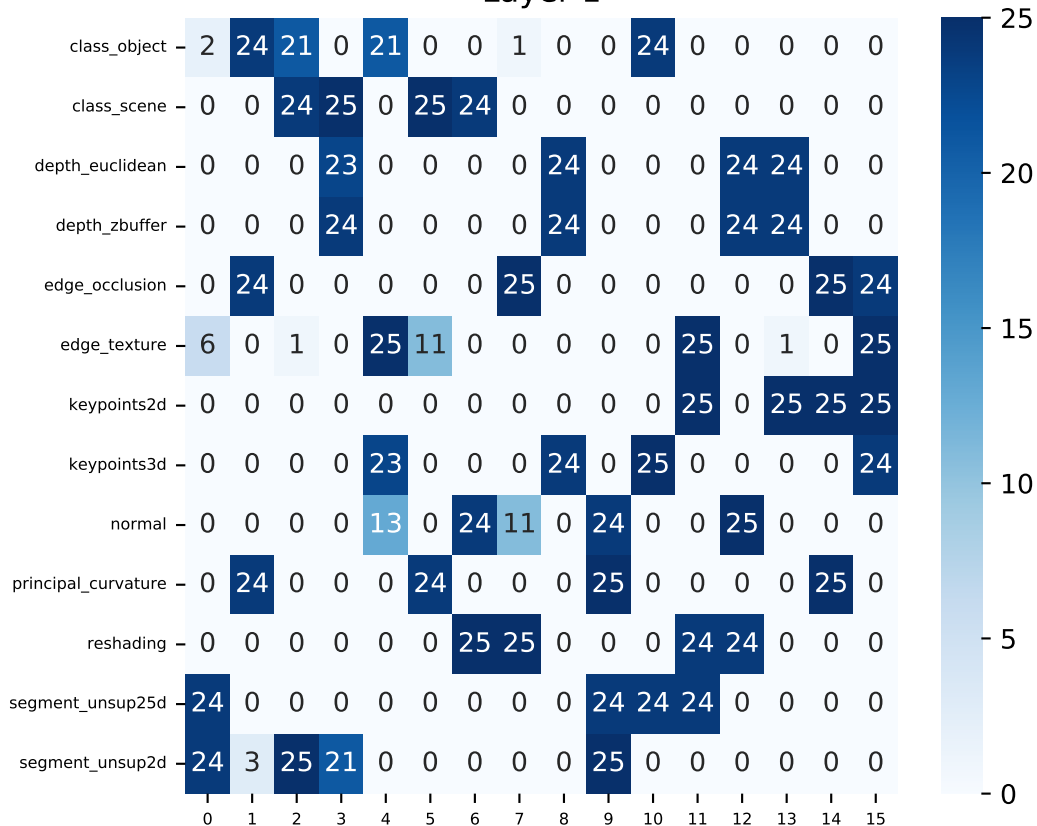 class_object 2 24 21 0 21 0 0 1 0 0 24 0 0 0 0 0
class_scene 0 0 24 25 0 25 24 0 0 0 0 0 0 0 0 0
depth_euclidean 0 0 0 23 0 0 0 0 24 0 0 0 24 24 0 0
depth_zbuffer 0 0 0 24 0 0 0 0 24 0 0 0 24 24 0 0
edge_occlusion 0 24 0 0 0 0 0 25 0 0 0 0 0 0 25 24
edge_texture 6 0 1 0 25 11 0 0 0 0 0 25 0 1 0 25
keypoints2d 0 0 0 0 0 0 0 0 0 0 0 25 0 25 25 25
keypoints3d 0 0 0 0 23 0 0 0 24 0 25 0 0 0 0 24
normal 0 0 0 0 13 0 24 11 0 24 0 0 25 0 0 0
principal_curvature 0 24 0 0 0 24 0 0 0 25 0 0 0 0 25 0
reshading 0 0 0 0 0 0 25 25 0 0 0 24 24 0 0 0
segment_unsup25d 24 0 0 0 0 0 0 0 0 24 24 24 0 0 0 0
segment_unsup2d 24 3 25 21 0 0 0 0 0 25 0 0 0 0 0 0
0 1 2 3 4 5 6 7 8 9 10 11 12 13 14 15
25
20
15
10
5
0